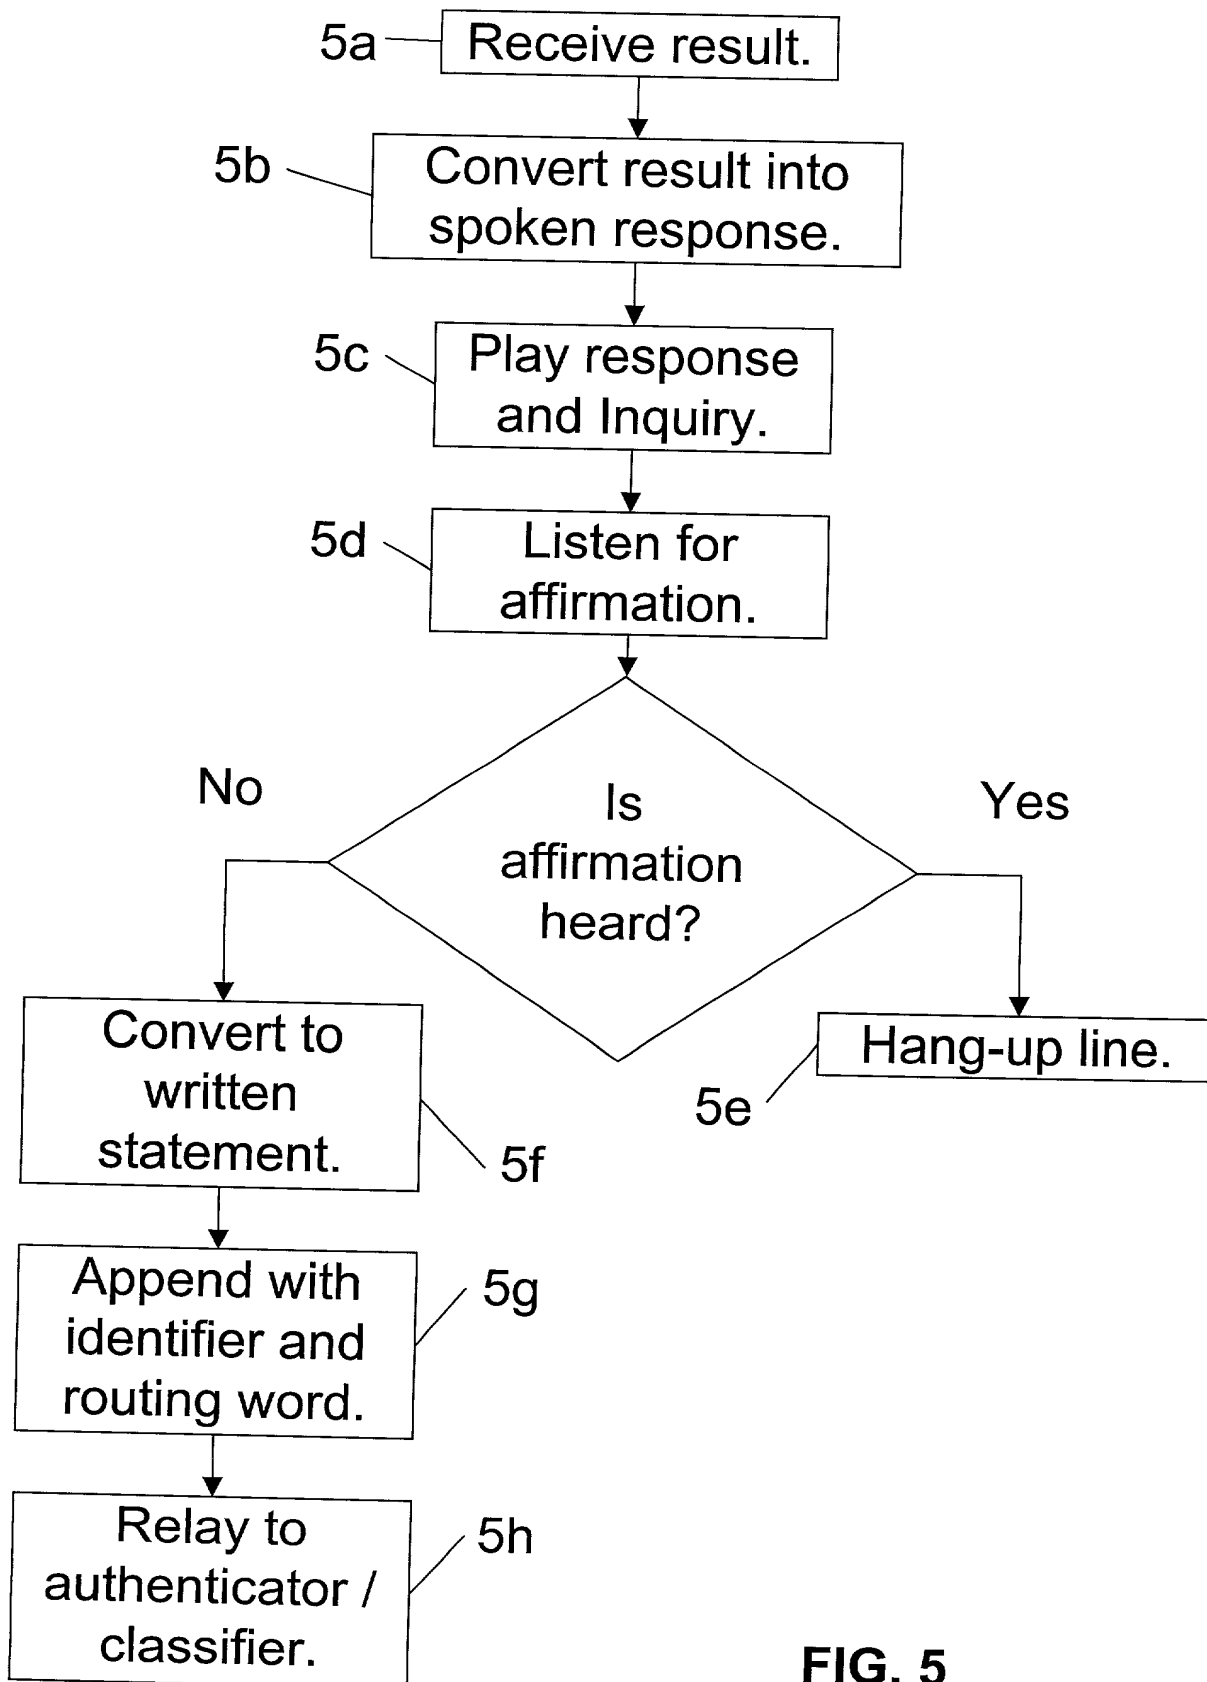 5a
Receive result.
5b
Convert result into
spoken response.
5c
Play response
and Inquiry.
5d
Listen for
affirmation.
No
Is
affirmation
heard?
Yes
Convert to
written
statement.
5f
Hang-up line.
5e
Append with
identifier and
routing word.
5g
Relay to
authenticator /
classifier.
5h
FIG. 5